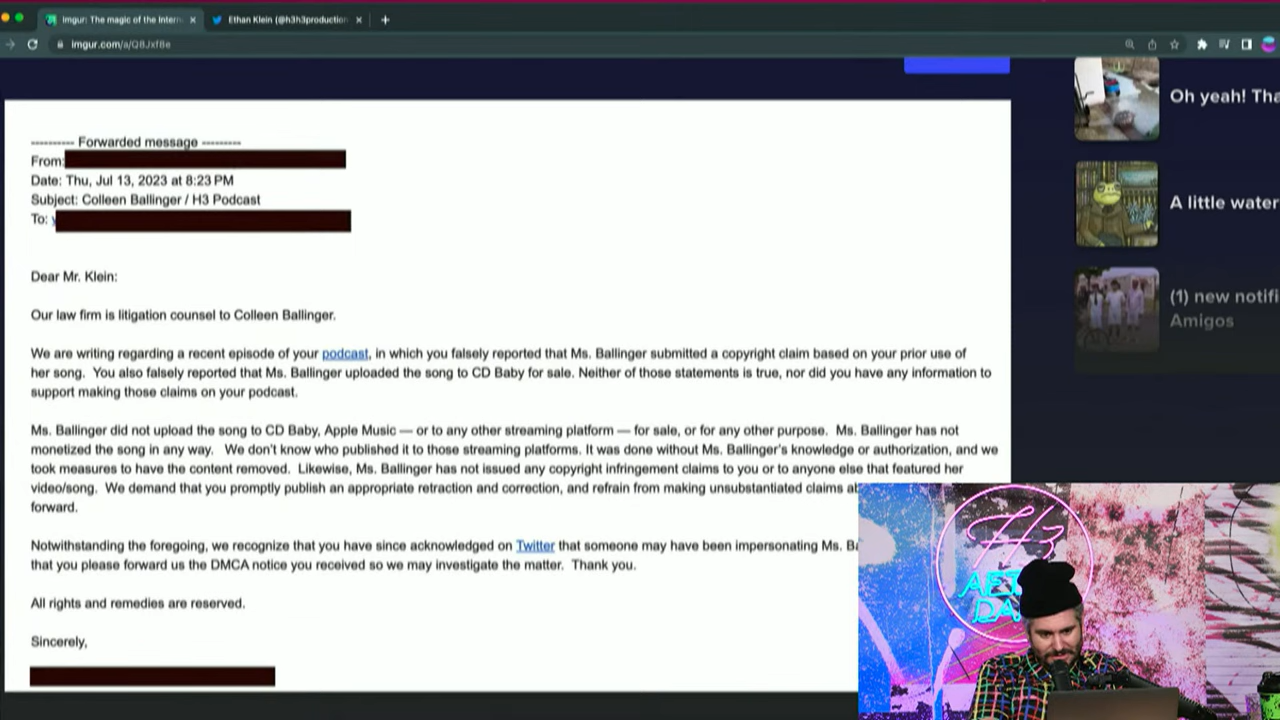 Imgur: The magic of the Intern
Ethan Klein (@h3h3production
imgur.com/a/Q8Jxf8e
Oh yeah! Tha
A little water
(1) new notifi
Amigos
---------- Forwarded message ---------
From:
Date: Thu, Jul 13, 2023 at 8:23 PM
Subject: Colleen Ballinger / H3 Podcast
To:
Dear Mr. Klein:
Our law firm is litigation counsel to Colleen Ballinger.
We are writing regarding a recent episode of your podcast, in which you falsely reported that Ms. Ballinger submitted a copyright claim based on your prior use of
her song. You also falsely reported that Ms. Ballinger uploaded the song to CD Baby for sale. Neither of those statements is true, nor did you have any information to
support making those claims on your podcast.
Ms. Ballinger did not upload the song to CD Baby, Apple Music — or to any other streaming platform — for sale, or for any other purpose. Ms. Ballinger has not
monetized the song in any way. We don't know who published it to those streaming platforms. It was done without Ms. Ballinger's knowledge or authorization, and we
took measures to have the content removed. Likewise, Ms. Ballinger has not issued any copyright infringement claims to you or to anyone else that featured her
video/song. We demand that you promptly publish an appropriate retraction and correction, and refrain from making unsubstantiated claims ab
forward.
Notwithstanding the foregoing, we recognize that you have since acknowledged on Twitter that someone may have been impersonating Ms. Ba
that you please forward us the DMCA notice you received so we may investigate the matter. Thank you.
All rights and remedies are reserved.
Sincerely,
H3